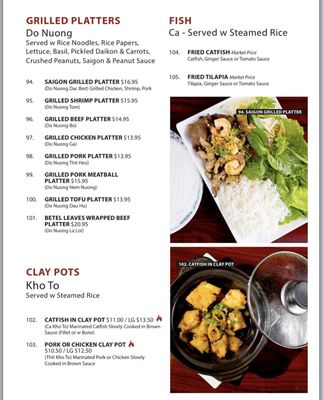 GRILLED PLATTERS
Do Nuong
Served w Rice Noodles, Rice Papers,
Lettuce, Basil, Pickled Daikon & Carrots,
Crushed Peanuts, Saigon & Peanut Sauce
94. SAIGON GRILLED PLATTER $16.95
(Do Nuong Dac Biet) Grilled Chicken, Shrimp, Pork
95. GRILLED SHRIMP PLATTER $15.95
(Do Nuong Tom)
96. GRILLED BEEF PLATTER $14.95
(Do Nuong Bo)
97. GRILLED CHICKEN PLATTER $13.95
(Do Nuong Ga)
98. GRILLED PORK PLATTER $13.95
(Do Nuong Thit Heo)
99. GRILLED PORK MEATBALL
PLATTER $15.95
(Do Nuong Nem Nuong)
100. GRILLED TOFU PLATTER $13.95
(Do Nuong Dau Hu)
101. BETEL LEAVES WRAPPED BEEF
PLATTER $20.95
(Do Nuong La Lot)
CLAY POTS
Kho To
Served w Steamed Rice
102. CATFISH IN CLAY POT $11.00 / LG $13.50
(Ca Kho To) Marinated Catfish Slowly Cooked in Brown
Sauce (Fillet or w Bone)
103. PORK OR CHICKEN CLAY POT
$10.50 / LG $12.50
(Thit Kho To) Marinated Pork or Chicken Slowly
Cooked in Brown Sauce
FISH
Ca - Served w Steamed Rice
104. FRIED CATFISH Market Price
Catfish, Ginger Sauce or Tomato Sauce
105. FRIED TILAPIA Market Price
Tilapia, Ginger Sauce or Tomato Sauce
94. SAIGON GRILLED PLATTER
102. CATFISH IN CLAY POT